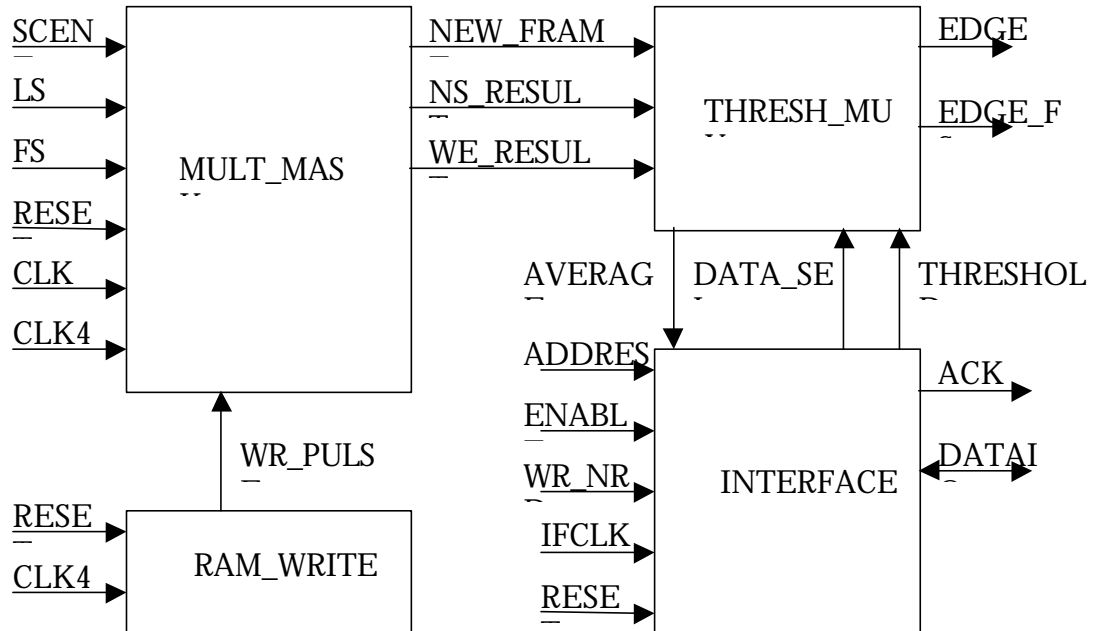 SCEN
NEW_FRAM
EDGE
LS
NS_RESUL
THRESH_MU
EDGE_F
FS
MULT_MAS
WE_RESUL
RESE
CLK
AVERAG
DATA_SE
THRESHOL
CLK4
ADDRES
ACK
ENABL
WR_PULS
DATAI
WR_NR
INTERFACE
RESE
IFCLK
RAM_WRITE
CLK4
RESE